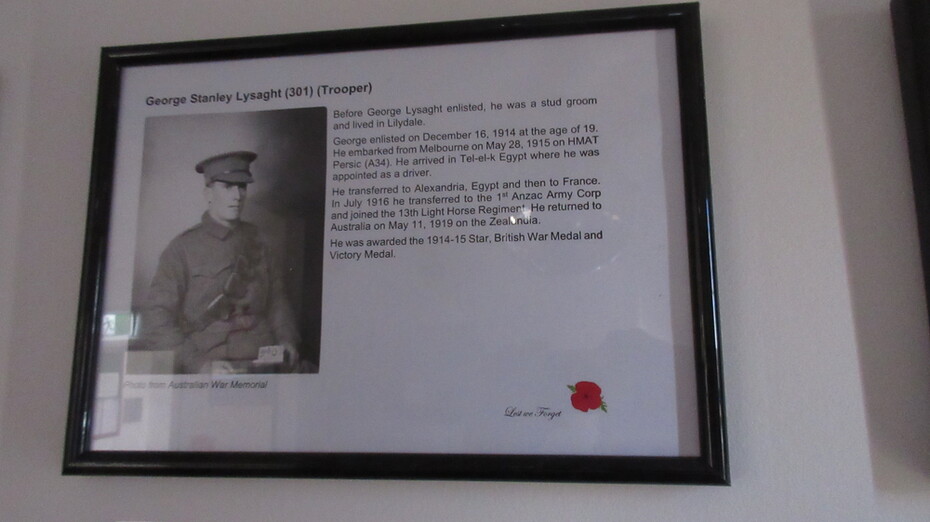 George Stanley Lysaght (301) (Trooper)
Before George Lysaght enlisted, he was a stud groom
and lived in Lilydale.
George enlisted on December 16, 1914 at the age of 19.
He embarked from Melbourne on May 28, 1915 on HMAT
Persic (A34). He arrived in Tel-el-k Egypt where he was
appointed as a driver.
He transferred to Alexandria, Egypt and then to France.
In July 1916 he transferred to the 1st Anzac Army Corp
and joined the 13th Light Horse Regiment. He returned to
Australia on May 11, 1919 on the Zealandia.
He was awarded the 1914-15 Star, British War Medal and
Victory Medal.
Photo from Australian War Memorial
Lest we Forget